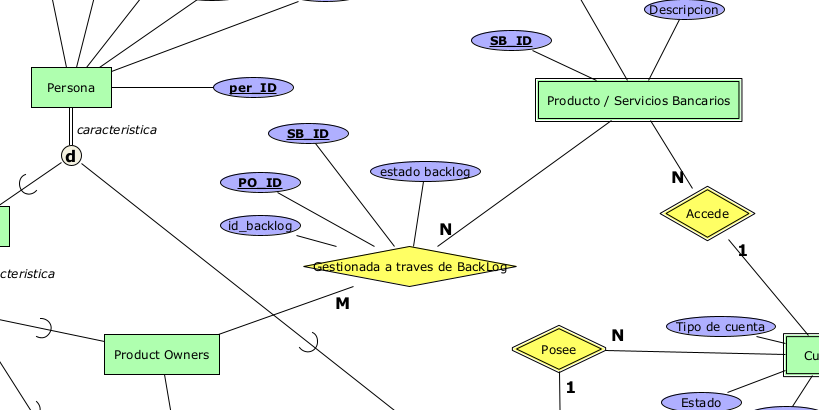 Descripcion
SB_ID
Persona
per_ID
Producto / Servicios Bancarios
caracteristica
SB_ID
d
estado backlog
PO_ID
N
Accede
id_backlog
N
1
Gestionada a traves de BackLog
cteristica
M
Tipo de cuenta
N
Product Owners
Posee
Cu
1
Estado